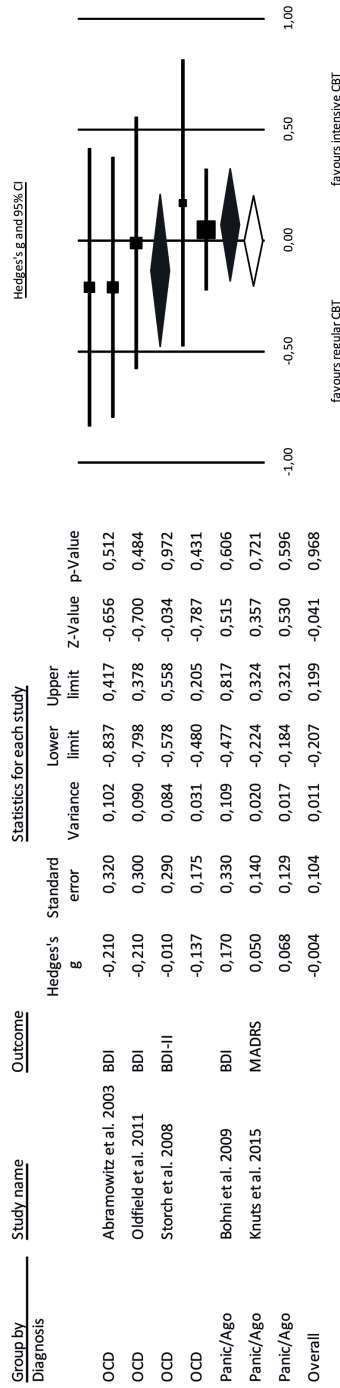 Group by Diagnosis	Study name	Outcome	Statistics for each study	Hedges's g and 95% CI
Hedges's g	Standard error	Variance	Lower limit	Upper limit	Z-Value	p-Value
OCD	Abramowitz et al. 2003	BDI	-0,210	0,320	0,102	-0,837	0,417	-0,656	0,512
OCD	Oldfield et al. 2011	BDI	-0,210	0,300	0,090	-0,798	0,378	-0,700	0,484
OCD	Storch et al. 2008	BDI-II	-0,010	0,290	0,084	-0,578	0,558	-0,034	0,972
OCD	-0,137	0,175	0,031	-0,480	0,205	-0,787	0,431
Panic/Ago	Bohni et al. 2009	BDI	0,170	0,330	0,109	-0,477	0,817	0,515	0,606
Panic/Ago	Knuts et al. 2015	MADRS	0,050	0,140	0,020	-0,224	0,324	0,357	0,721
Panic/Ago	0,068	0,129	0,017	-0,184	0,321	0,530	0,596
Overall	-0,004	0,104	0,011	-0,207	0,199	-0,041	0,968
-1,00	-0,50	0,00	0,50	1,00
favours regular CBT	favours intensive CBT